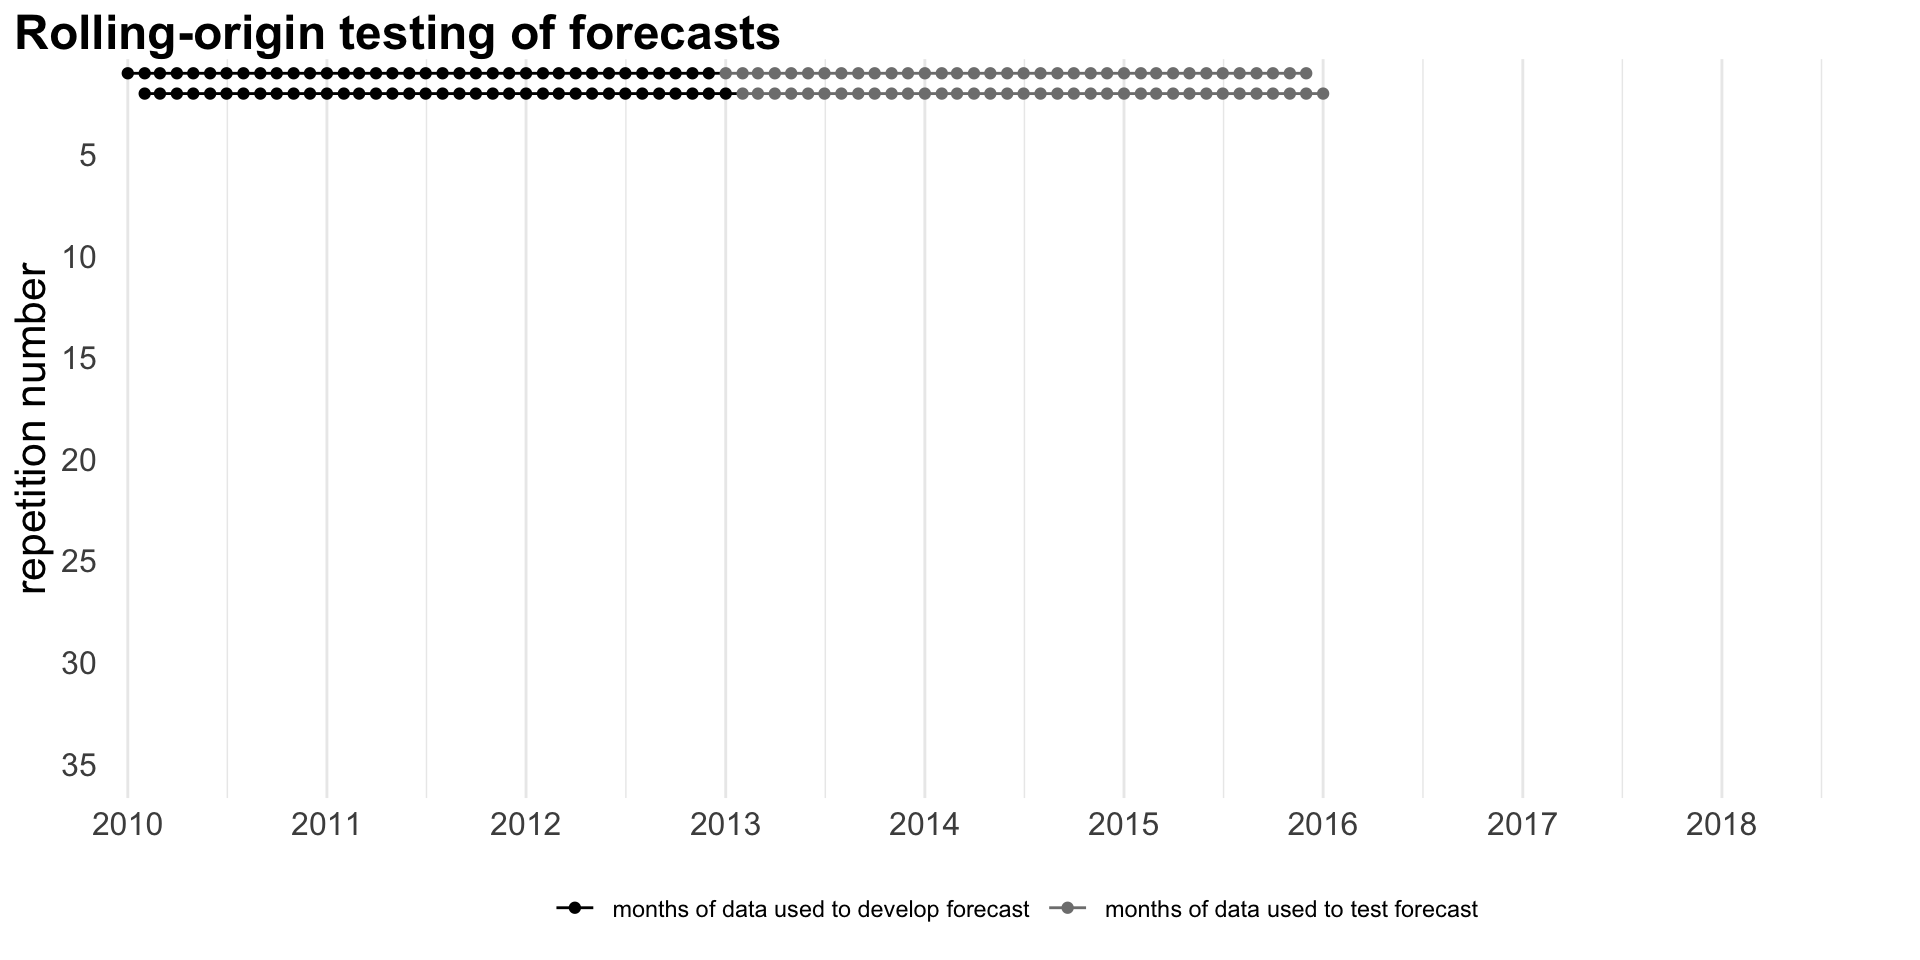 Rolling-origin testing of forecasts
repetition number
5
10
15
20
25
30
35
2010 2011 2012 2013 2014 2015 2016 2017 2018
months of data used to develop forecast months of data used to test forecast